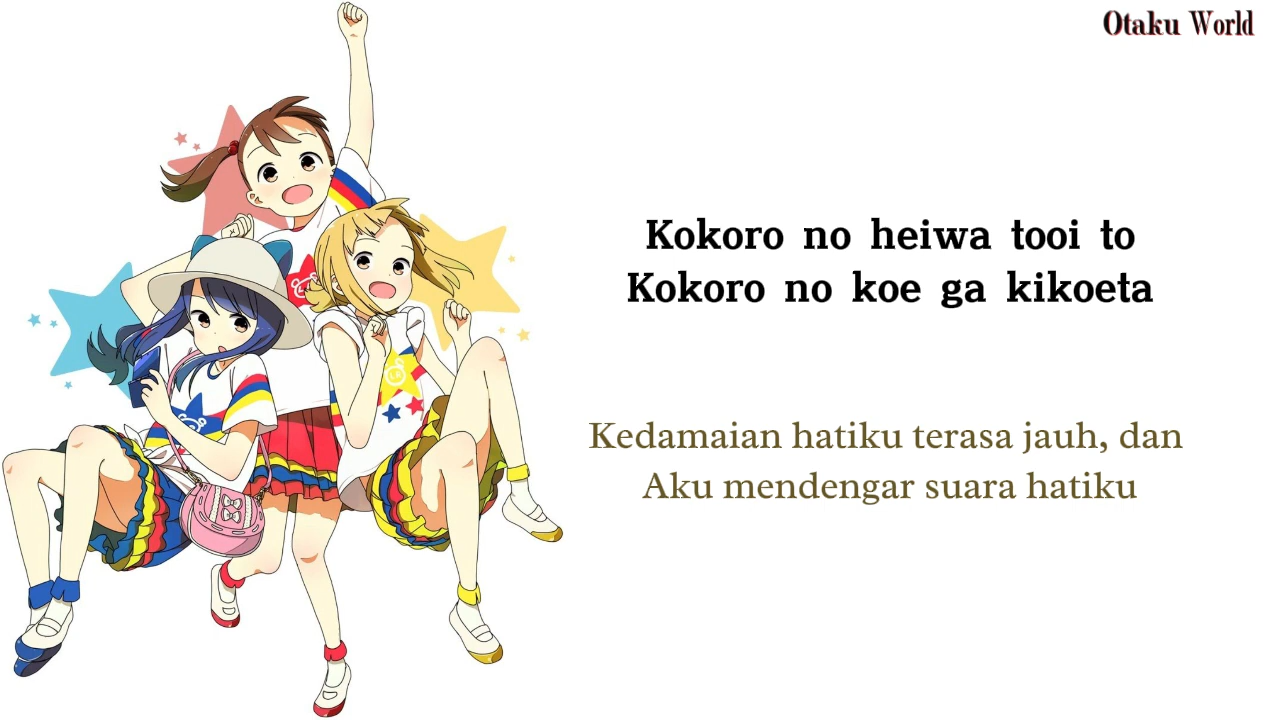 Otaku World
Kokoro no heiwa tooi to
Kokoro no koe ga kikoeta
Kedamaian hatiku terasa jauh, dan
Aku mendengar suara hatiku